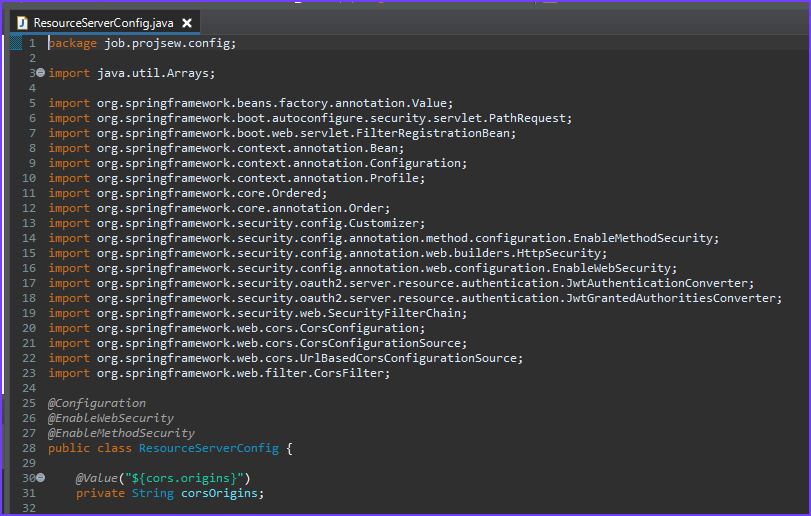 ResourceServerConfig.java
1 package job.projsew.config;
2
3 import java.util.Arrays;
4
5 import org.springframework.beans.factory.annotation.Value;
6 import org.springframework.boot.autoconfigure.security.servlet.PathRequest;
7 import org.springframework.boot.web.servlet.FilterRegistrationBean;
8 import org.springframework.context.annotation.Bean;
9 import org.springframework.context.annotation.Configuration;
10 import org.springframework.context.annotation.Profile;
11 import org.springframework.core.Ordered;
12 import org.springframework.core.annotation.Order;
13 import org.springframework.security.config.Customizer;
14 import org.springframework.security.config.annotation.method.configuration.EnableMethodSecurity;
15 import org.springframework.security.config.annotation.web.builders.HttpSecurity;
16 import org.springframework.security.config.annotation.web.configuration.EnableWebSecurity;
17 import org.springframework.security.oauth2.server.resource.authentication.JwtAuthenticationConverter;
18 import org.springframework.security.oauth2.server.resource.authentication.JwtGrantedAuthoritiesConverter;
19 import org.springframework.security.web.SecurityFilterChain;
20 import org.springframework.web.cors.CorsConfiguration;
21 import org.springframework.web.cors.CorsConfigurationSource;
22 import org.springframework.web.cors.UrlBasedCorsConfigurationSource;
23 import org.springframework.web.filter.CorsFilter;
24
25 @Configuration
26 @EnableWebSecurity
27 @EnableMethodSecurity
28 public class ResourceServerConfig {
29
30 @Value("${cors.origins}")
31 private String corsOrigins;
32